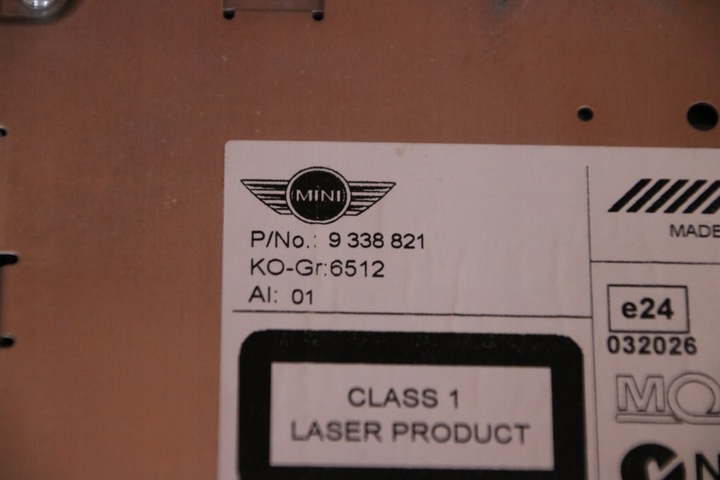 MINI
P/No.: 9 338 821
KO-Gr:6512
AI: 01
MADE
e24
032026
CLASS 1
LASER PRODUCT